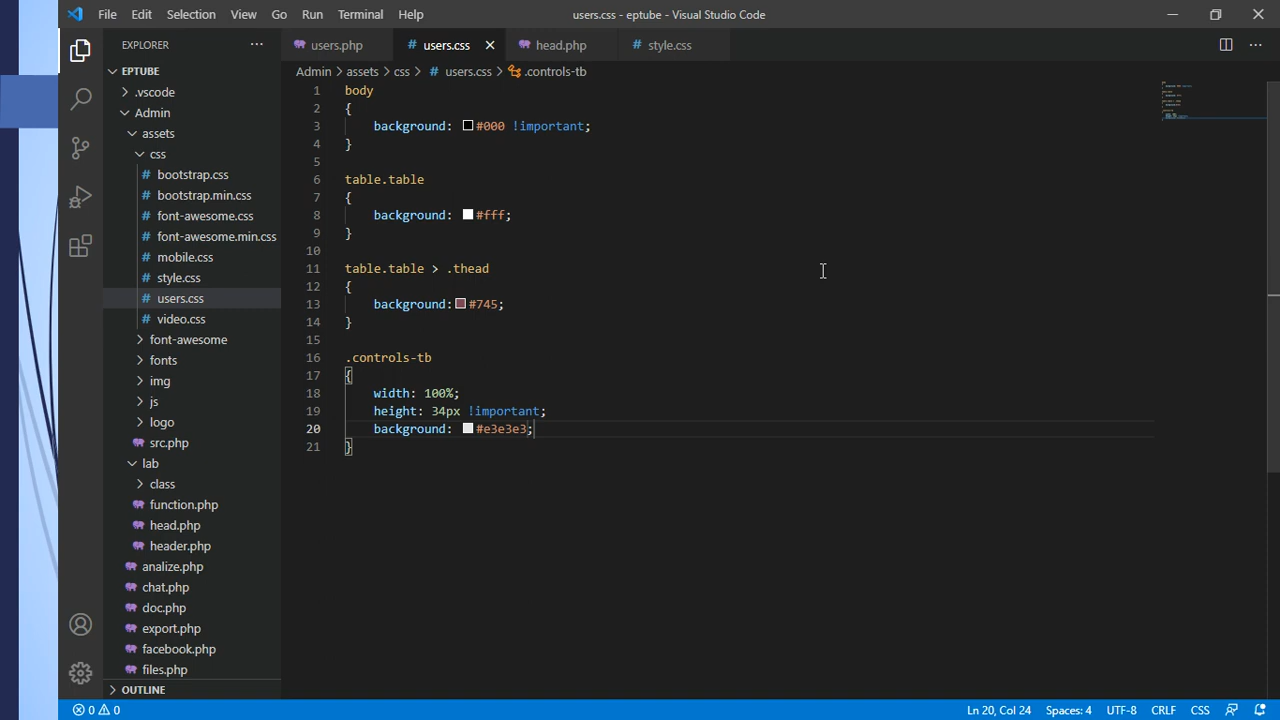 File Edit Selection View Go Run Terminal Help
users.css - eptube - Visual Studio Code
EXPLORER
EPTUBE
.vscode
Admin
assets
css
bootstrap.css
bootstrap.min.css
font-awesome.css
font-awesome.min.css
mobile.css
style.css
users.css
video.css
font-awesome
fonts
img
js
logo
src.php
lab
class
function.php
head.php
header.php
analize.php
chat.php
doc.php
export.php
facebook.php
files.php
OUTLINE
users.php users.css head.php style.css
Admin > assets > css > # users.css > .controls-tb
1 body
2 {
3 background: #000 !important;
4 }
5
6 table.table
7 {
8 background: #fff;
9 }
10
11 table.table > .thead
12 {
13 background: #745;
14 }
15
16 .controls-tb
17 {
18 width: 100%;
19 height: 34px !important;
20 background: #e3e3e3;
21 }
0 0
Ln 20, Col 24 Spaces: 4 UTF-8 CRLF CSS